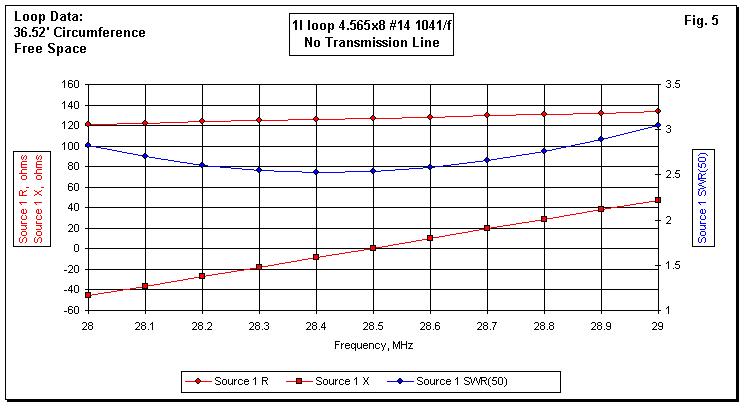 Loop Data:
36.52' Circumference
Free Space
1l loop 4.565x8 #14 1041/f
No Transmission Line
Fig. 5
Source 1 R, ohms
Source 1 X, ohms
160
140
120
100
80
60
40
20
0
-20
-40
-60
3.5
3
2.5
2
1.5
1
Source 1 SWR(50)
28 28.1 28.2 28.3 28.4 28.5 28.6 28.7 28.8 28.9 29
Frequency, MHz
Source 1 R Source 1 X Source 1 SWR(50)